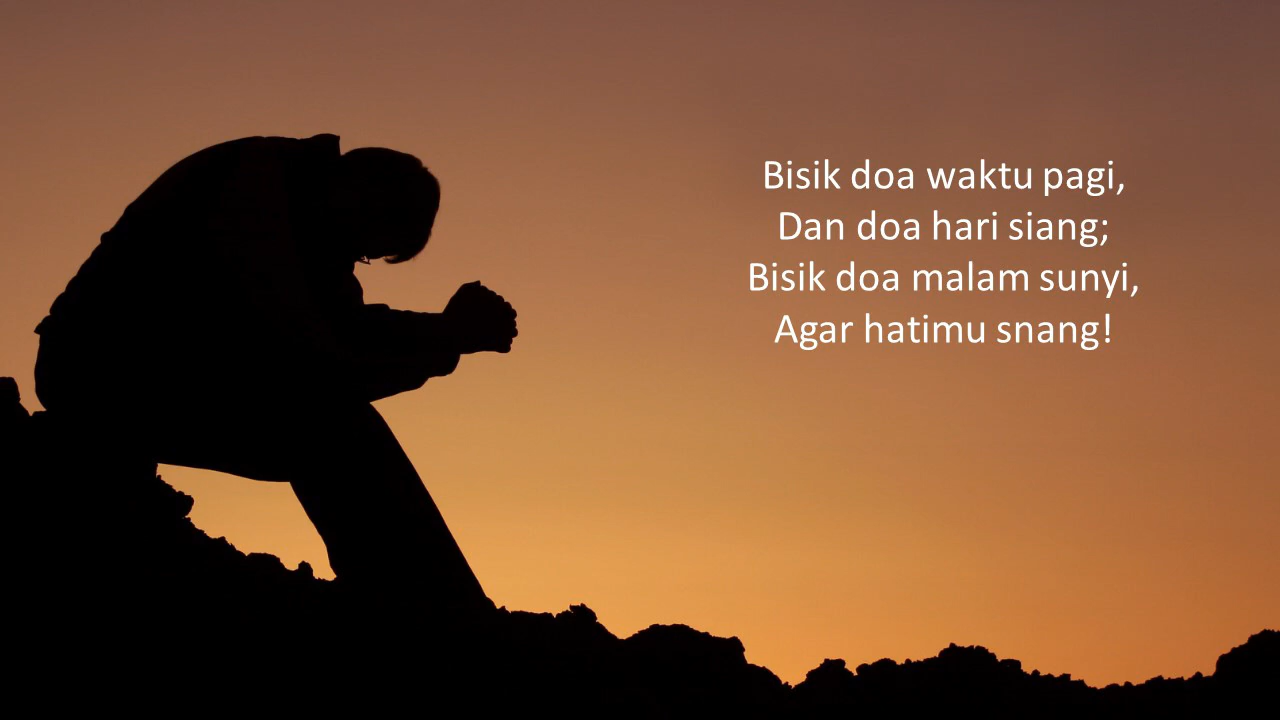 Bisik doa waktu pagi,
Dan doa hari siang;
Bisik doa malam sunyi,
Agar hatimu snang!